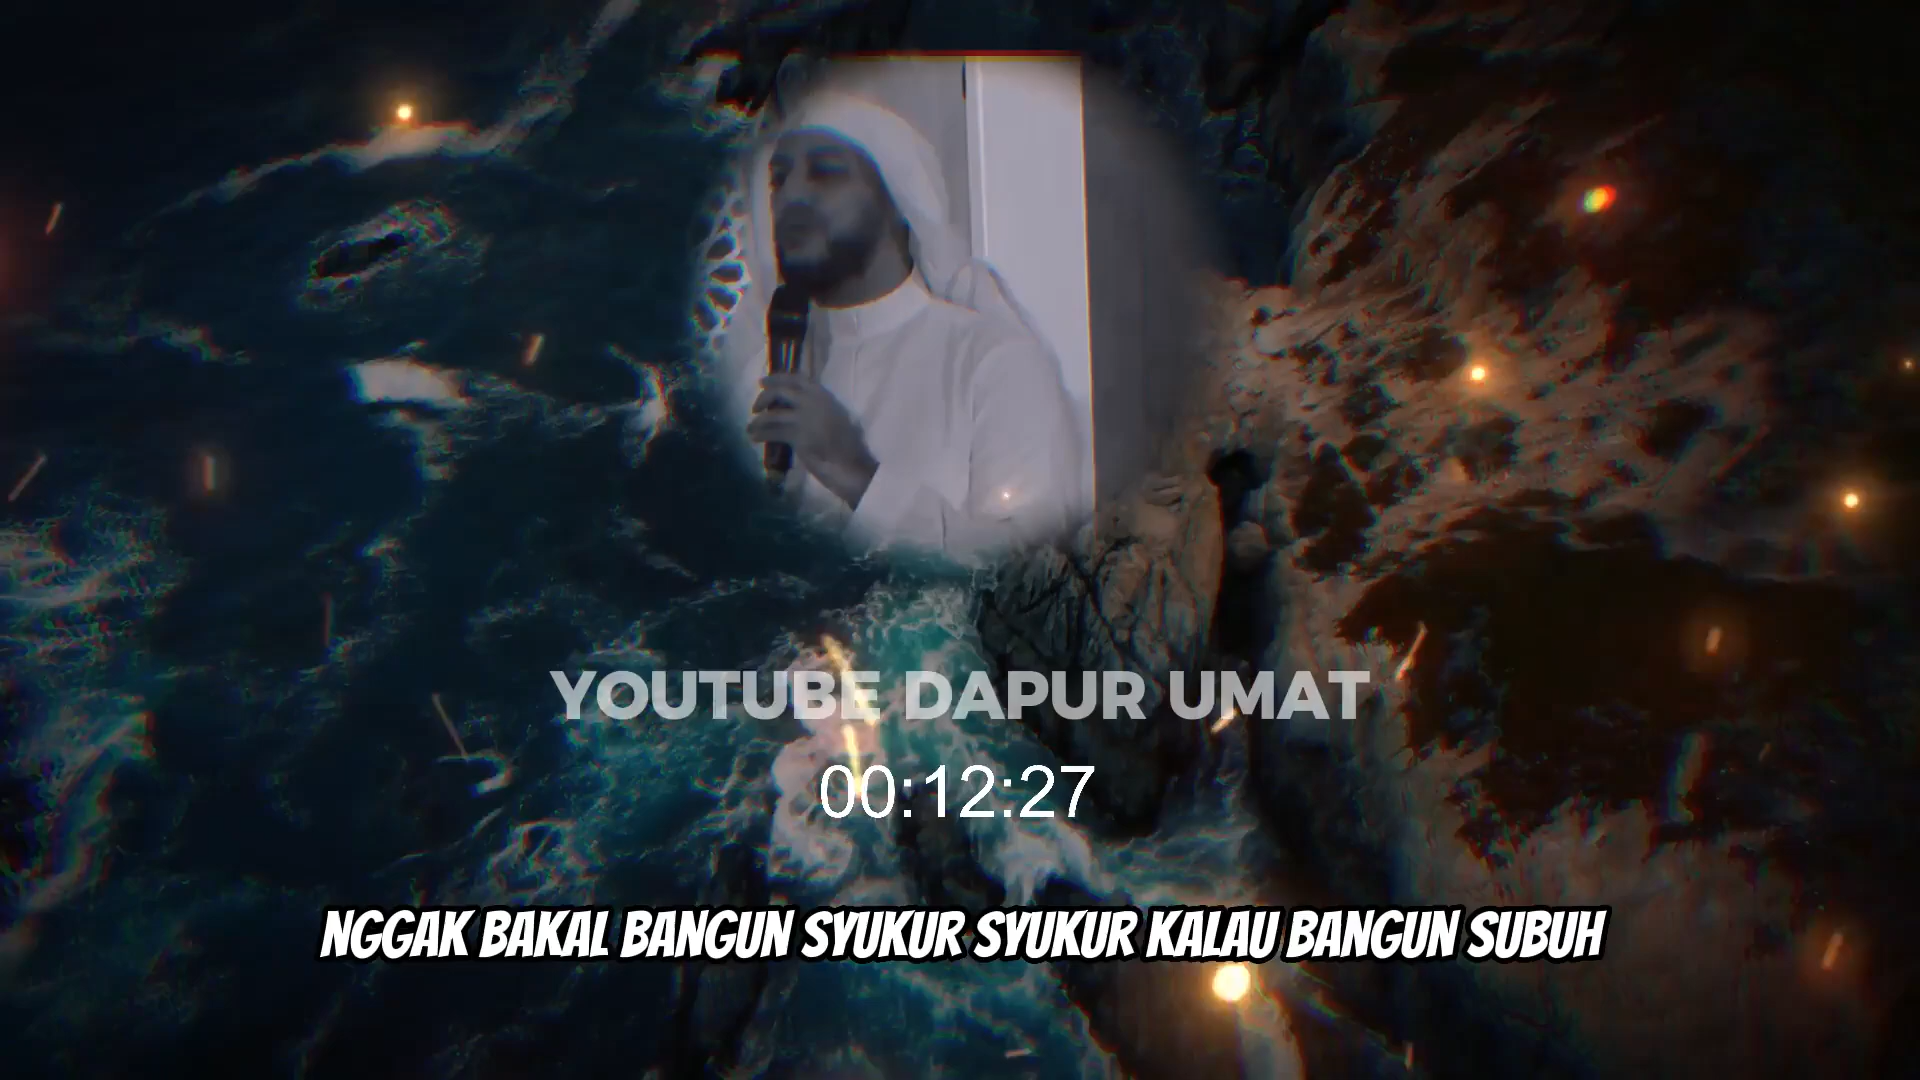 YOUTUBE DAPUR UMAT
00:12:27
NGGAK BAKAL BANGUN SYUKUR SYUKUR KALAU BANGUN SUBUH